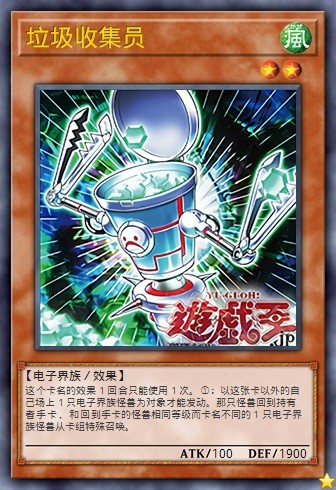 垃圾收集员
風
YU-GI-OH!
遊戯王
.JP
【电子界族／效果】
这个卡名的效果1回合只能使用1次。①：以这张卡以外的自
己场上1只电子界族怪兽为对象才能发动。那只怪兽回到持有
者手卡，和回到手卡的怪兽相同等级而卡名不同的1只电子界
族怪兽从卡组特殊召唤。
ATK/100 DEF/1900